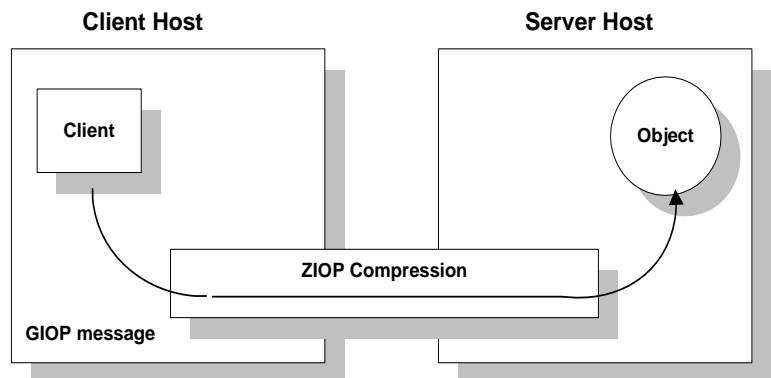 Client Host
Server Host
Client
Object
ZIOP Compression
GIOP message